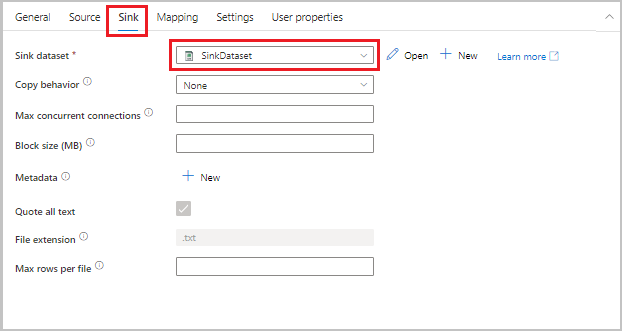 General Source Sink Mapping Settings User properties
Sink dataset * SinkDataset Open New Learn more
Copy behavior None
Max concurrent connections
Block size (MB)
Metadata New
Quote all text
File extension .txt
Max rows per file